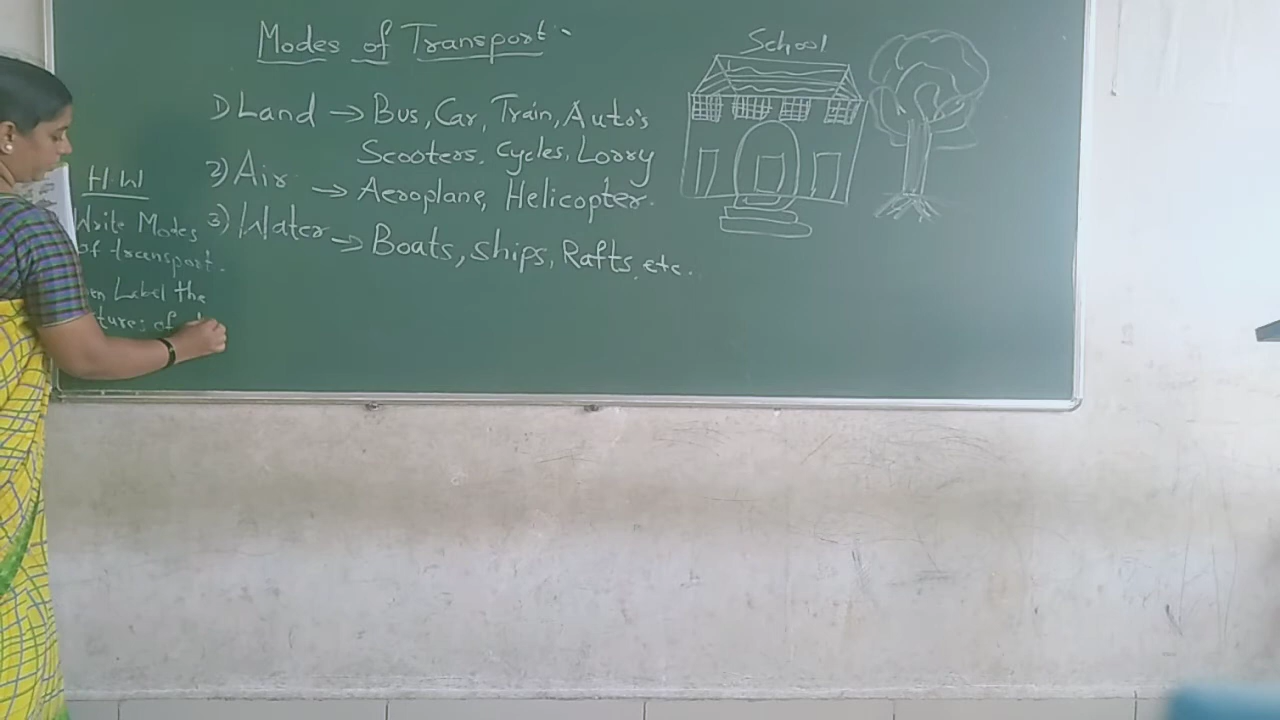 Modes of Transport
School
1) Land → Bus, Car, Train, Auto's
Scooters, Cycles, Lorry
2) Air → Aeroplane, Helicopter.
3) Water → Boats, Ships, Rafts, etc.
H.W
Write Modes
of transport.
Label the
of